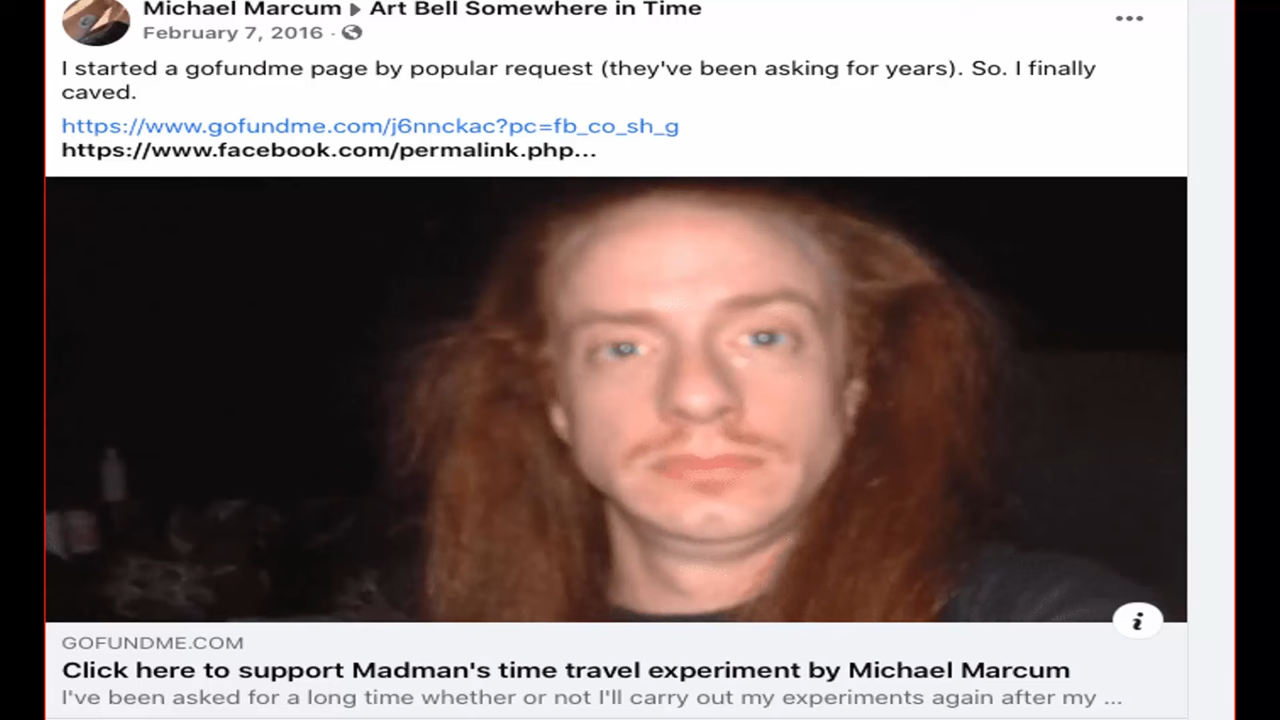 Michael Marcum ▸ Art Bell Somewhere in Time
February 7, 2016 ·
I started a gofundme page by popular request (they've been asking for years). So. I finally
caved.
https://www.gofundme.com/j6nnckac?pc=fb_co_sh_g
https://www.facebook.com/permalink.php...
i
GOFUNDME.COM
Click here to support Madman's time travel experiment by Michael Marcum
I've been asked for a long time whether or not I'll carry out my experiments again after my ...